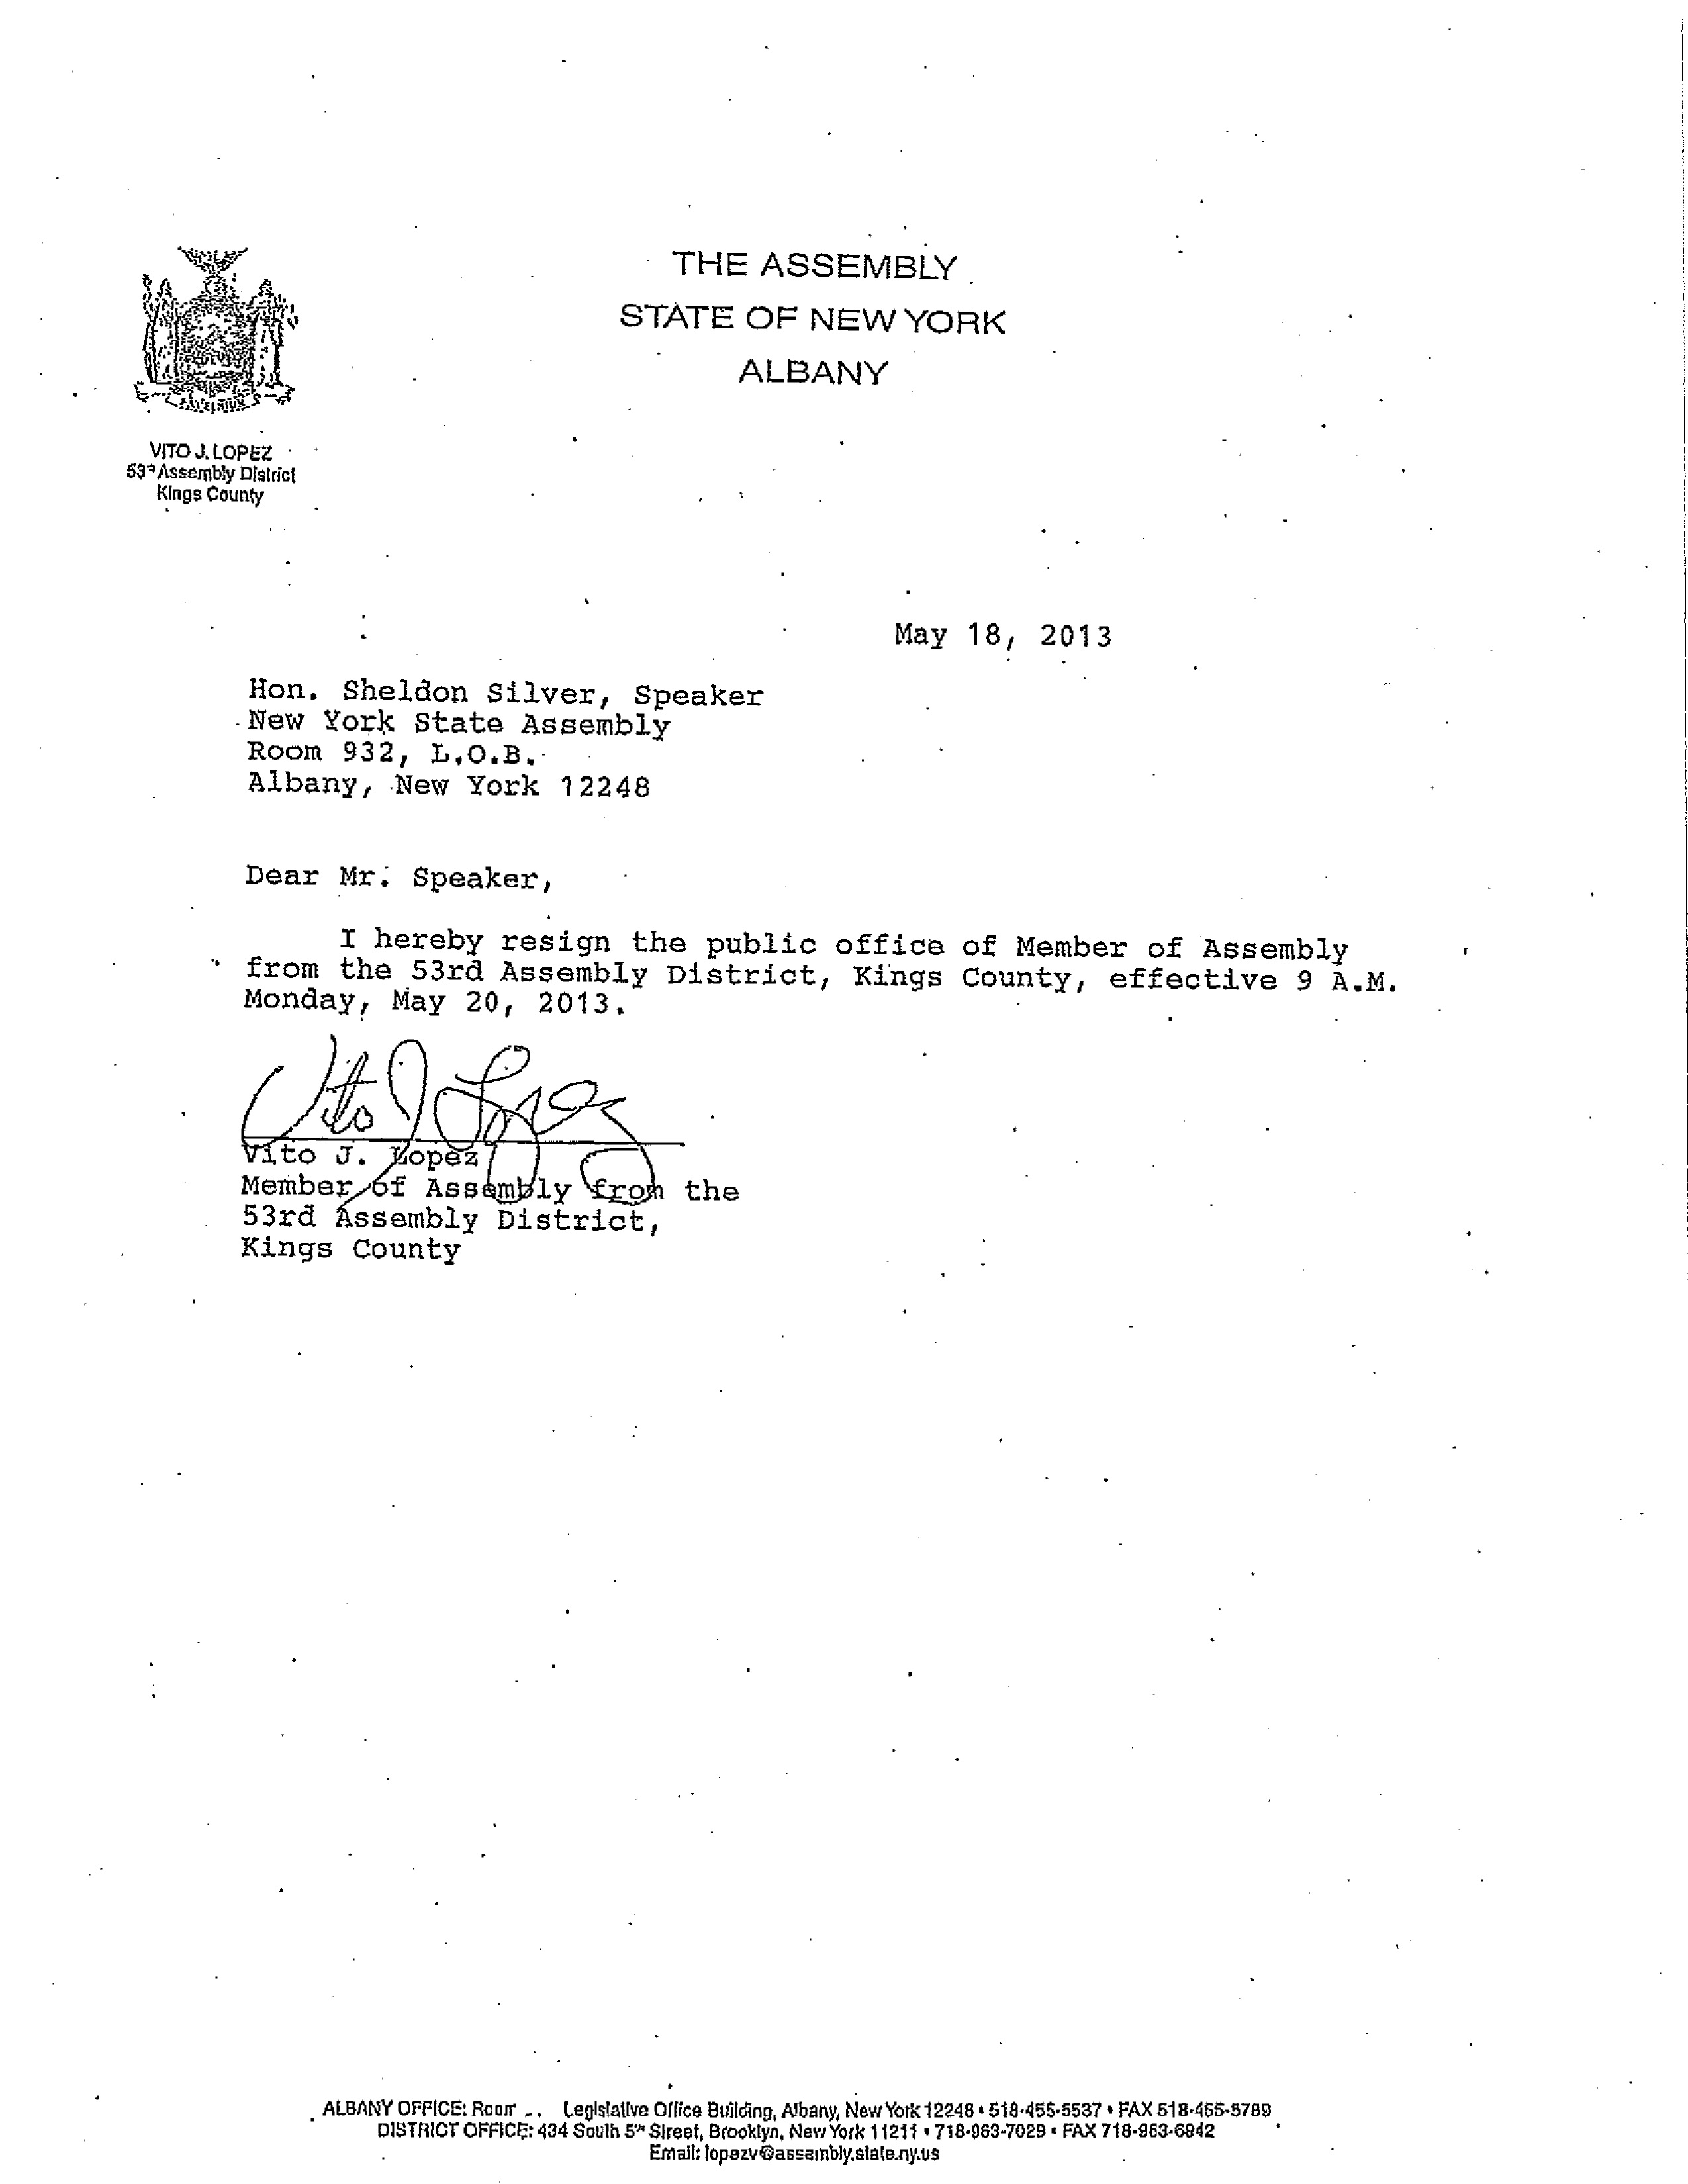 THE ASSEMBLY
STATE OF NEW YORK
ALBANY
VITO J. LOPEZ
53ʳᵈ Assembly District
Kings County
May 18, 2013
Hon. Sheldon Silver, Speaker
New York State Assembly
Room 932, L.O.B.
Albany, New York 12248
Dear Mr. Speaker,
I hereby resign the public office of Member of Assembly
from the 53rd Assembly District, Kings County, effective 9 A.M.
Monday, May 20, 2013.
Vito J Lopez
Vito J. Lopez
Member of Assembly from the
53rd Assembly District,
Kings County
ALBANY OFFICE: Room Legislative Office Building, Albany, New York 12248 • 518-455-5537 • FAX 518-455-5789
DISTRICT OFFICE: 434 South 5ᵗʰ Street, Brooklyn, New York 11211 • 718-963-7029 • FAX 718-963-6942
Email: lopezv@assembly.state.ny.us